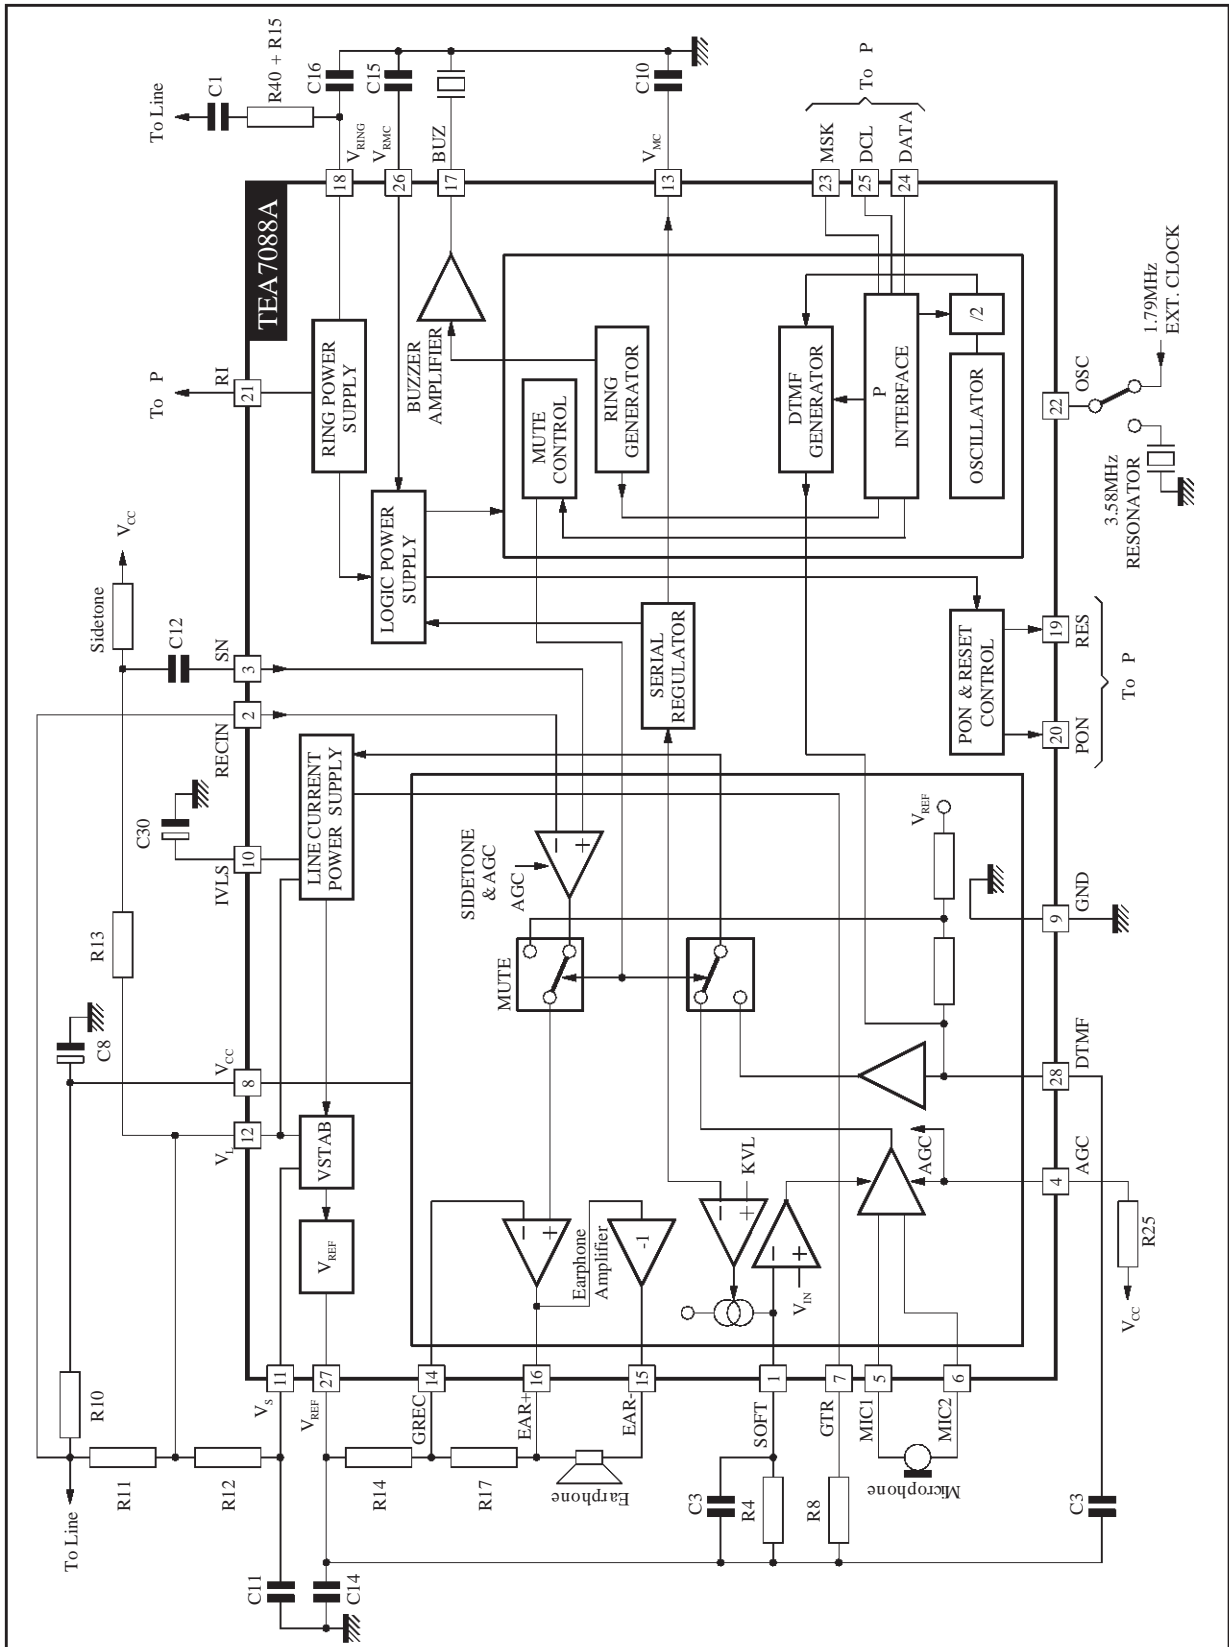 To Line
C1
R40 + R15
C16
C15
C10
VRING
VRMC
BUZ
VMC
MSK
DCL
DATA
To P
18
26
17
13
23
25
24
TEA7088A
To P
RI
21
RING POWER
SUPPLY
BUZZER
AMPLIFIER
MUTE
CONTROL
RING
GENERATOR
DTMF
GENERATOR
P
INTERFACE
/2
OSCILLATOR
OSC
22
1.79MHz
EXT. CLOCK
3.58MHz
RESONATOR
VCC
Sidetone
C12
SN
3
LOGIC POWER
SUPPLY
SERIAL
REGULATOR
PON & RESET
CONTROL
19
RES
20
PON
To P
RECIN
2
C30
IVLS
10
LINE CURRENT
POWER SUPPLY
SIDETONE
& AGC
AGC
−
+
MUTE
VREF
9
GND
R13
C8
VCC
8
VL
12
VSTAB
VREF
−
+
Earphone
Amplifier
-1
−
+
KVL
−
+
VIN
AGC
28
DTMF
4
AGC
R25
VCC
R10
VS
11
VREF
27
GREC
14
EAR+
16
EAR-
15
SOFT
1
GTR
7
MIC1
5
MIC2
6
To Line
R11
R12
R14
R17
Earphone
C3
R4
R8
Microphone
C3
C11
C14